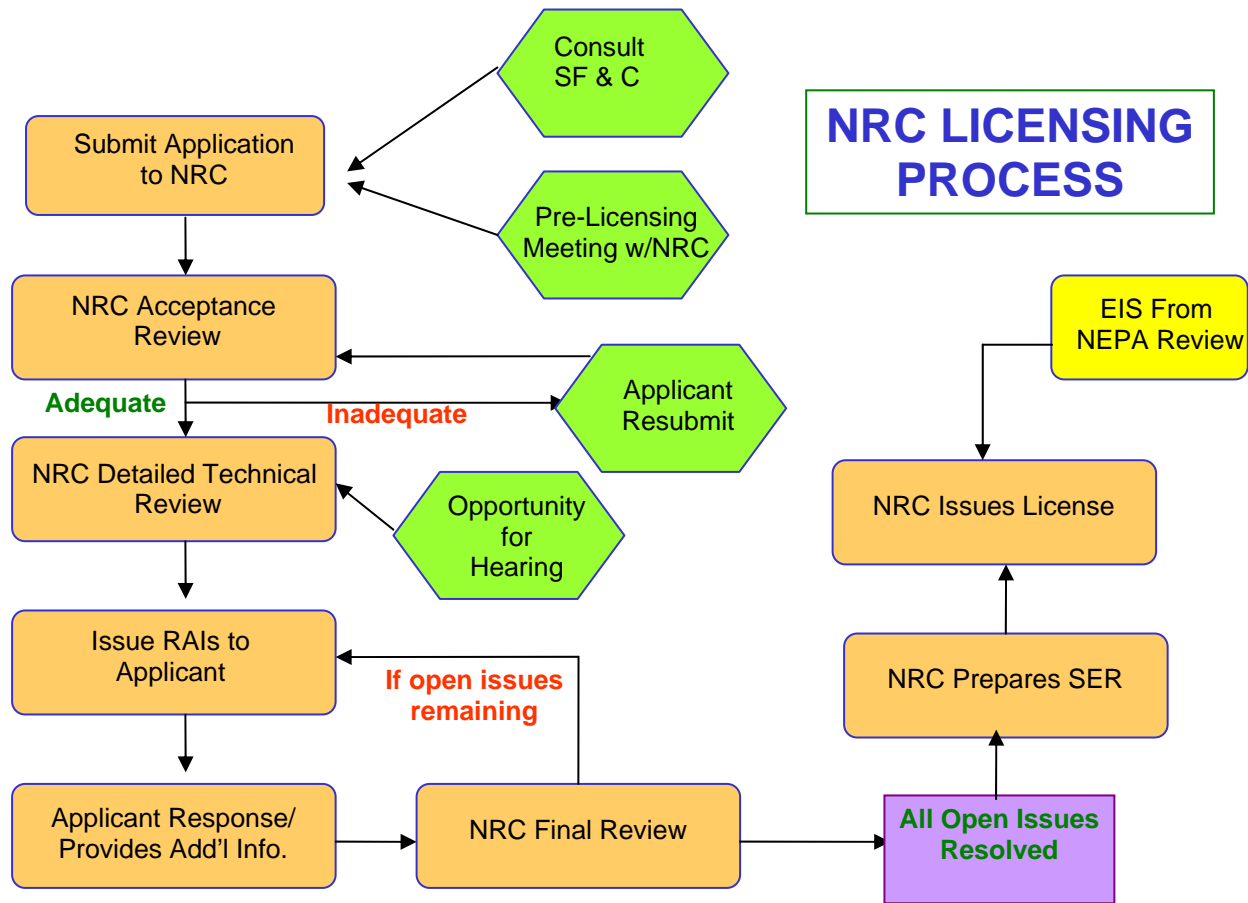 NRC LICENSING
PROCESS
Consult
SF & C
Submit Application
to NRC
Pre-Licensing
Meeting w/NRC
NRC Acceptance
Review
EIS From
NEPA Review
Adequate
Inadequate
Applicant
Resubmit
NRC Detailed Technical
Review
Opportunity
for
Hearing
NRC Issues License
Issue RAIs to
Applicant
If open issues
remaining
NRC Prepares SER
Applicant Response/
Provides Add'l Info.
NRC Final Review
All Open Issues
Resolved